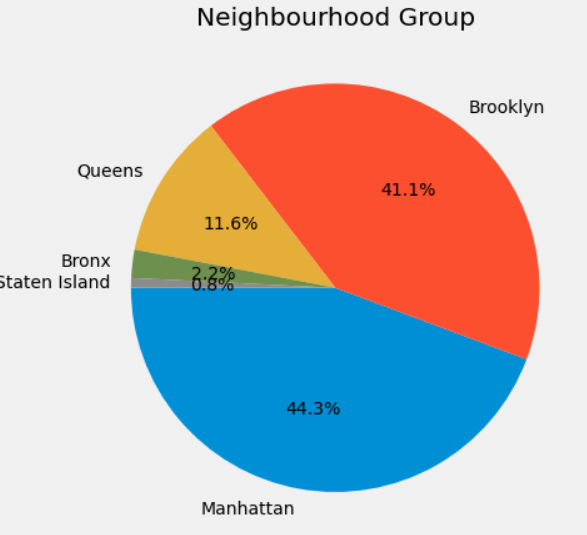 Neighbourhood Group
Brooklyn
41.1%
Queens
11.6%
Bronx
2.2%
Staten Island
0.8%
44.3%
Manhattan